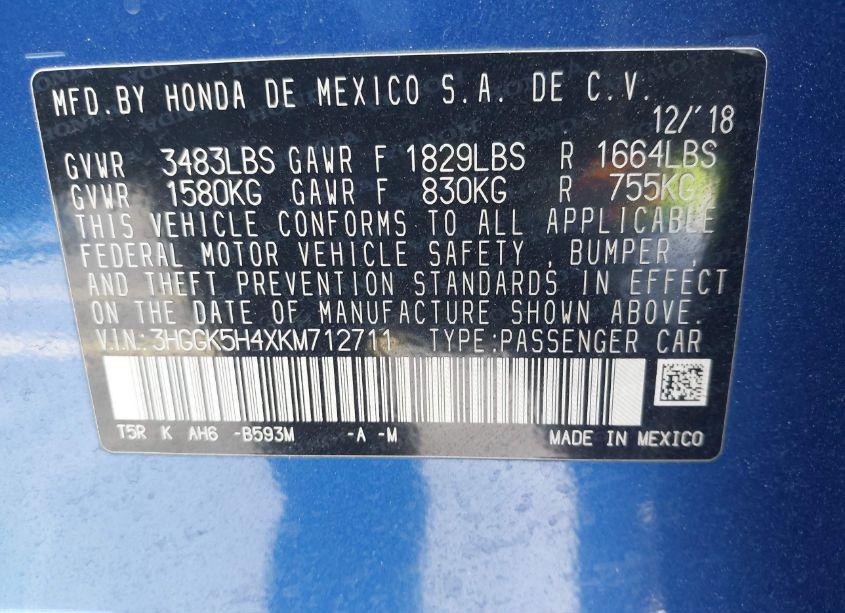 MFD.BY HONDA DE MEXICO S.A. DE C.V.
12/'18
GVWR 3483LBS GAWR F 1829LBS R 1664LBS
GVWR 1580KG GAWR F 830KG R 755KG
THIS VEHICLE CONFORMS TO ALL APPLICABLE
FEDERAL MOTOR VEHICLE SAFETY , BUMPER ,
AND THEFT PREVENTION STANDARDS IN EFFECT
ON THE DATE OF MANUFACTURE SHOWN ABOVE.
V.I.N.:3HGGK5H4XKM712711 TYPE:PASSENGER CAR
T5R K AH6 -B593M -A -M MADE IN MEXICO